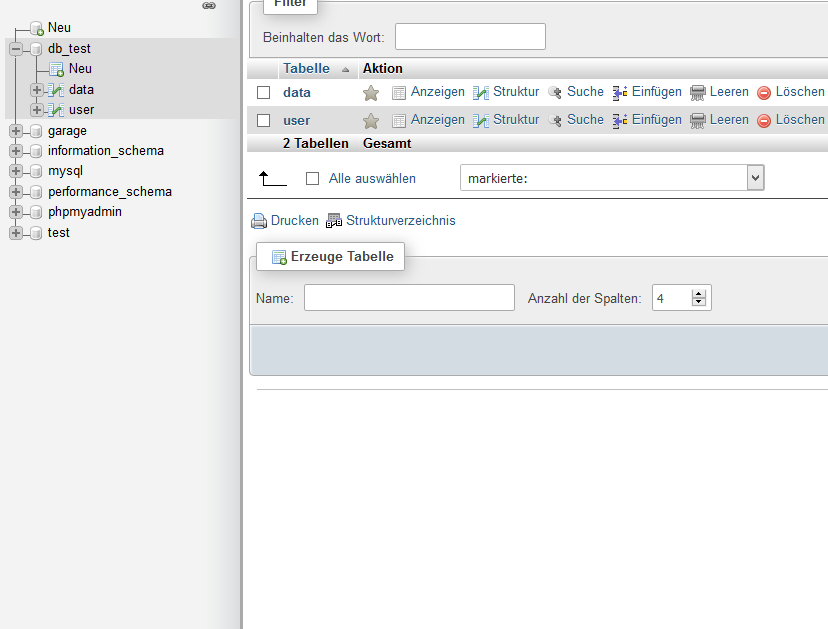 Neu
db_test
Neu
data
user
garage
information_schema
mysql
performance_schema
phpmyadmin
test
Filter
Beinhalten das Wort:
Tabelle Aktion
data Anzeigen Struktur Suche Einfügen Leeren Löschen
user Anzeigen Struktur Suche Einfügen Leeren Löschen
2 Tabellen Gesamt
Alle auswählen markierte:
Drucken Strukturverzeichnis
Erzeuge Tabelle
Name: Anzahl der Spalten: 4